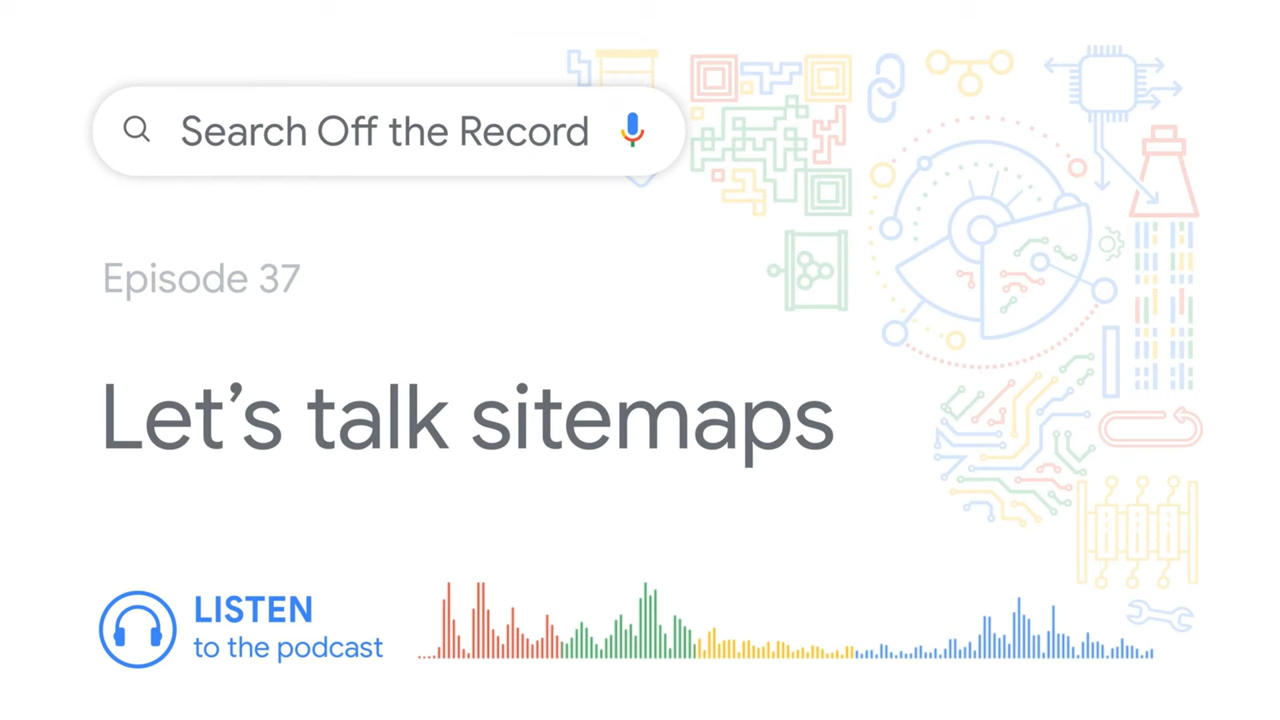 Search Off the Record
Episode 37
Let’s talk sitemaps
LISTEN
to the podcast